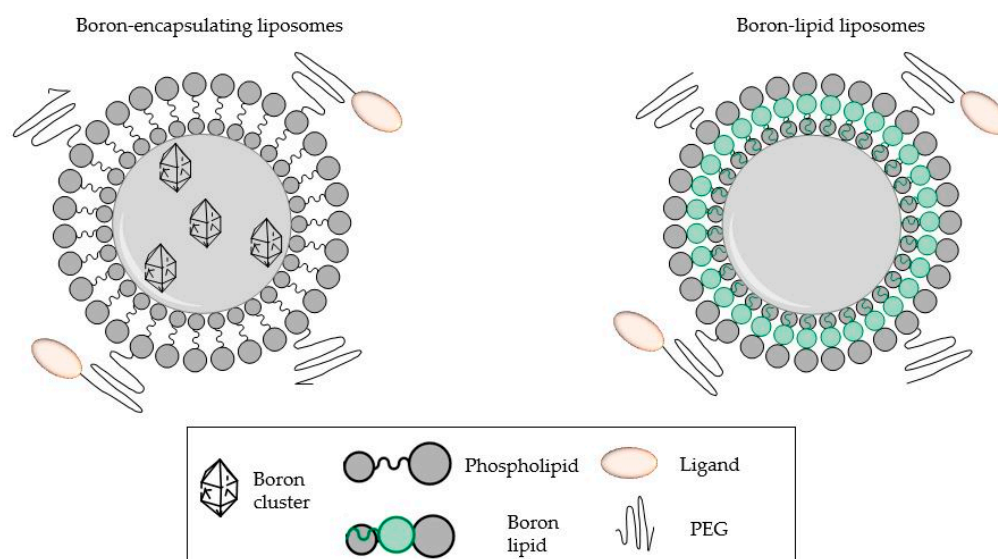 Boron-encapsulating liposomes
Boron-lipid liposomes
Boron
cluster
Phospholipid
Ligand
Boron
lipid
PEG